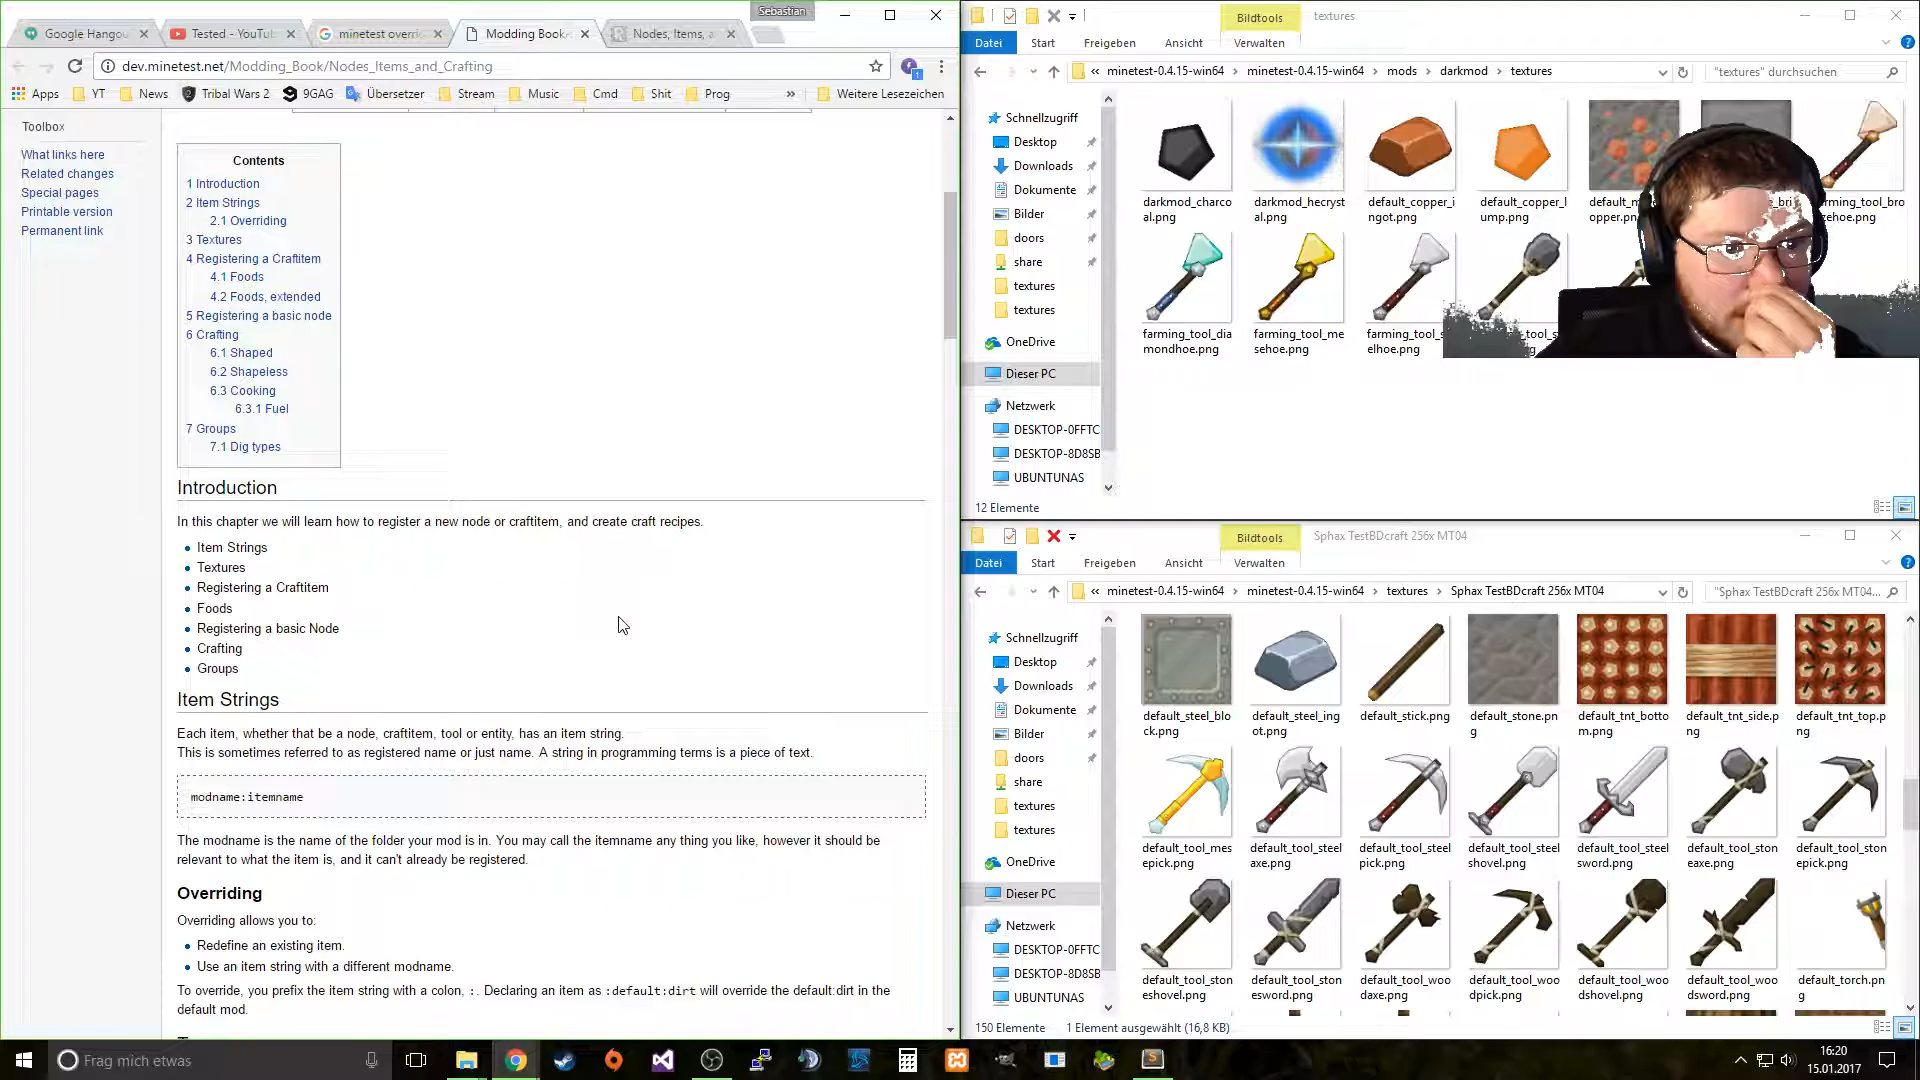 Sebastian
Google Hangou
Tested - YouTu
minetest overri
Modding Book
Nodes, Items, a
dev.minetest.net/Modding_Book/Nodes_Items_and_Crafting
Apps
YT
News
Tribal Wars 2
9GAG
Übersetzer
Stream
Music
Cmd
Shit
Prog
»
Weitere Lesezeichen
Toolbox
What links here
Related changes
Special pages
Printable version
Permanent link
Contents
1 Introduction
2 Item Strings
2.1 Overriding
3 Textures
4 Registering a Craftitem
4.1 Foods
4.2 Foods, extended
5 Registering a basic node
6 Crafting
6.1 Shaped
6.2 Shapeless
6.3 Cooking
6.3.1 Fuel
7 Groups
7.1 Dig types
Introduction
In this chapter we will learn how to register a new node or craftitem, and create craft recipes.
Item Strings
Textures
Registering a Craftitem
Foods
Registering a basic Node
Crafting
Groups
Item Strings
Each item, whether that be a node, craftitem, tool or entity, has an item string.
This is sometimes referred to as registered name or just name. A string in programming terms is a piece of text.
modname:itemname
The modname is the name of the folder your mod is in. You may call the itemname any thing you like, however it should be
relevant to what the item is, and it can't already be registered.
Overriding
Overriding allows you to:
Redefine an existing item.
Use an item string with a different modname.
To override, you prefix the item string with a colon, :. Declaring an item as :default:dirt will override the default:dirt in the
default mod.
Bildtools
textures
Datei
Start
Freigeben
Ansicht
Verwalten
« minetest-0.4.15-win64 › minetest-0.4.15-win64 › mods › darkmod › textures
"textures" durchsuchen
Schnellzugriff
Desktop
Downloads
Dokumente
Bilder
doors
share
textures
textures
OneDrive
Dieser PC
Netzwerk
DESKTOP-0FFTC
DESKTOP-8D8SB
UBUNTUNAS
darkmod_charco
al.png
darkmod_hecryst
al.png
default_copper_i
ngot.png
default_copper_l
ump.png
farming_tool_dia
mondhoe.png
farming_tool_me
sehoe.png
farming_tool_s
elhoe.png
12 Elemente
Bildtools
Sphax TestBDcraft 256x MT04
Datei
Start
Freigeben
Ansicht
Verwalten
« minetest-0.4.15-win64 › minetest-0.4.15-win64 › textures › Sphax TestBDcraft 256x MT04
"Sphax TestBDcraft 256x MT04...
Schnellzugriff
Desktop
Downloads
Dokumente
Bilder
doors
share
textures
textures
OneDrive
Dieser PC
Netzwerk
DESKTOP-0FFTC
DESKTOP-8D8SB
UBUNTUNAS
default_steel_blo
ck.png
default_steel_ing
ot.png
default_stick.png
default_stone.pn
g
default_tnt_botto
m.png
default_tnt_side.p
ng
default_tnt_top.p
ng
default_tool_mes
epick.png
default_tool_steel
axe.png
default_tool_steel
pick.png
default_tool_steel
shovel.png
default_tool_steel
sword.png
default_tool_ston
eaxe.png
default_tool_ston
epick.png
default_tool_ston
eshovel.png
default_tool_ston
esword.png
default_tool_woo
daxe.png
default_tool_woo
dpick.png
default_tool_woo
dshovel.png
default_tool_woo
dsword.png
default_torch.pn
g
150 Elemente
1 Element ausgewählt (16,8 KB)
Frag mich etwas
16:20
15.01.2017